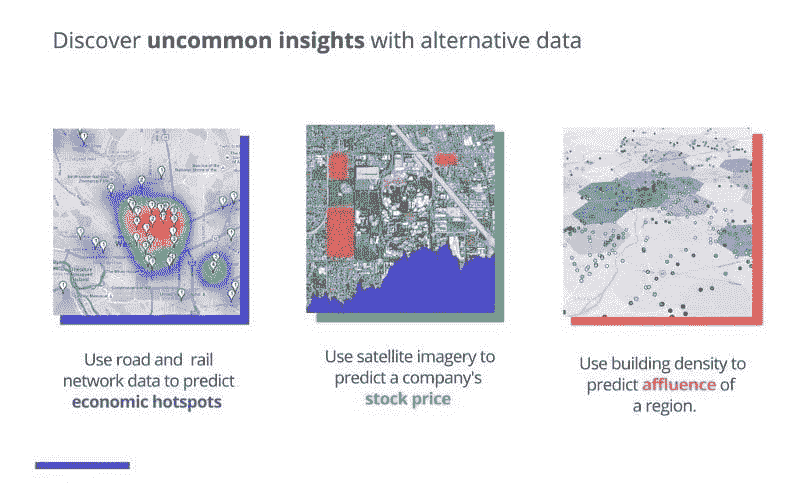 Discover uncommon insights with alternative data
Use road and rail
network data to predict
economic hotspots
Use satellite imagery to
predict a company's
stock price
Use building density to
predict affluence of
a region.